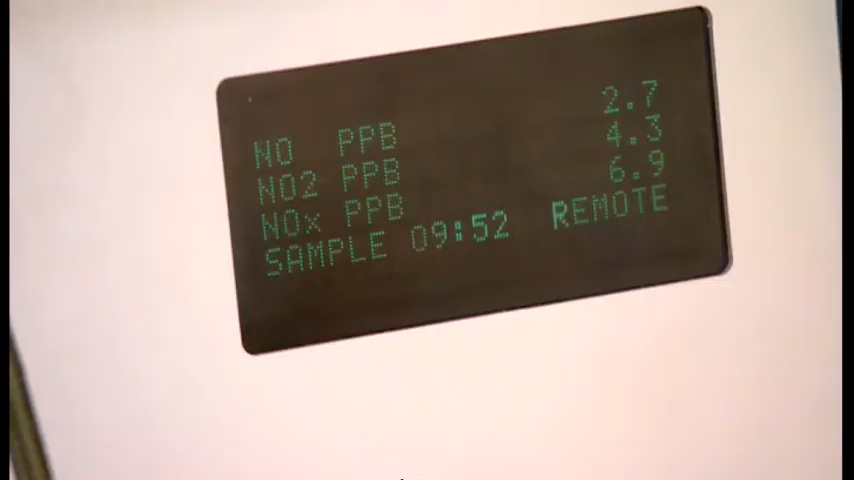 NO PPB 2.7
NO2 PPB 4.3
NOx PPB 6.9
SAMPLE 09:52 REMOTE